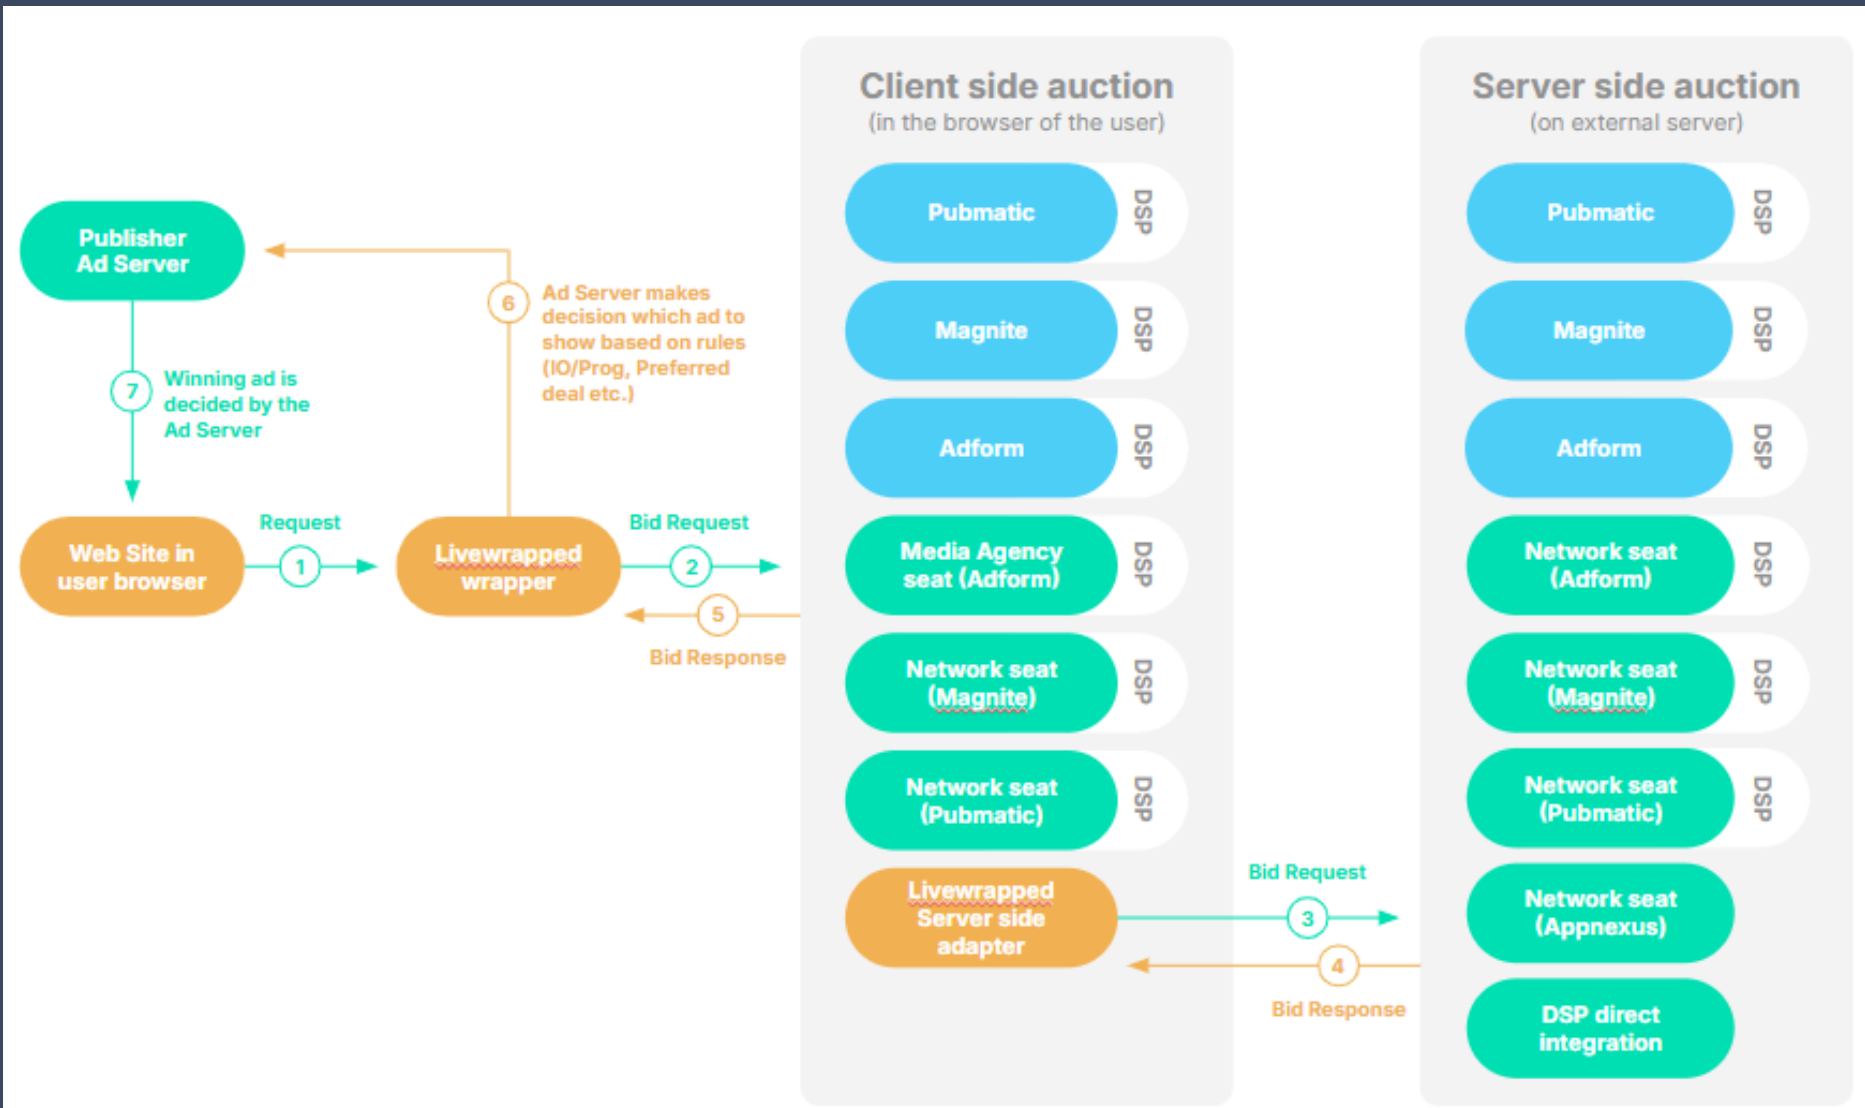 Client side auction
(in the browser of the user)
Pubmatic
DSP
Magnite
DSP
Adform
DSP
Media Agency
seat (Adform)
DSP
Network seat
(Magnite)
DSP
Network seat
(Pubmatic)
DSP
Livewrapped
Server side
adapter
Server side auction
(on external server)
Pubmatic
DSP
Magnite
DSP
Adform
DSP
Network seat
(Adform)
DSP
Network seat
(Magnite)
DSP
Network seat
(Pubmatic)
DSP
Network seat
(Appnexus)
DSP direct
integration
Publisher
Ad Server
6
Ad Server makes
decision which ad to
show based on rules
(IO/Prog, Preferred
deal etc.)
7
Winning ad is
decided by the
Ad Server
Web Site in
user browser
Request
1
Livewrapped
wrapper
Bid Request
2
5
Bid Response
Bid Request
3
4
Bid Response